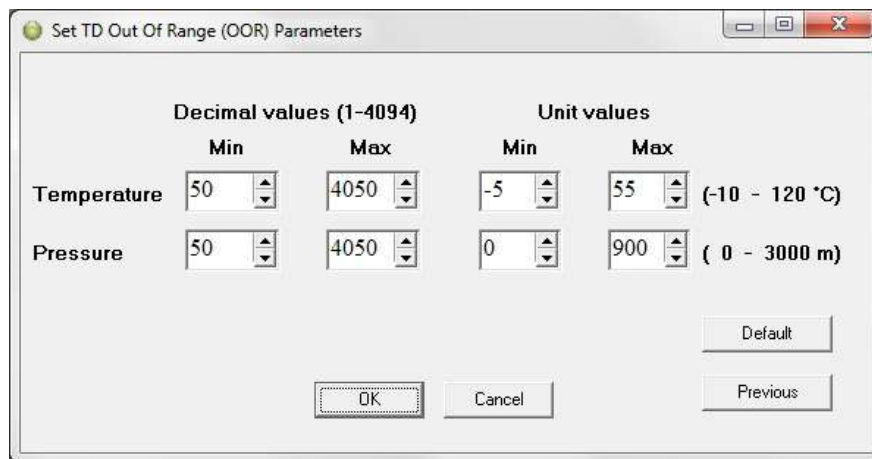 Set TD Out Of Range (OOR) Parameters
Decimal values (1-4094) Unit values
Min Max Min Max
Temperature 50 4050 -5 55 (-10 - 120 °C)
Pressure 50 4050 0 900 ( 0 - 3000 m)
Default
OK Cancel Previous